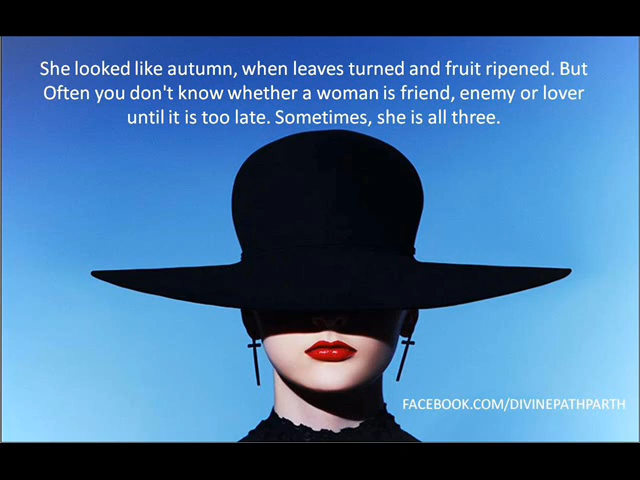 She looked like autumn, when leaves turned and fruit ripened. But
Often you don't know whether a woman is friend, enemy or lover
until it is too late. Sometimes, she is all three.
FACEBOOK.COM/DIVINEPATHPARTH